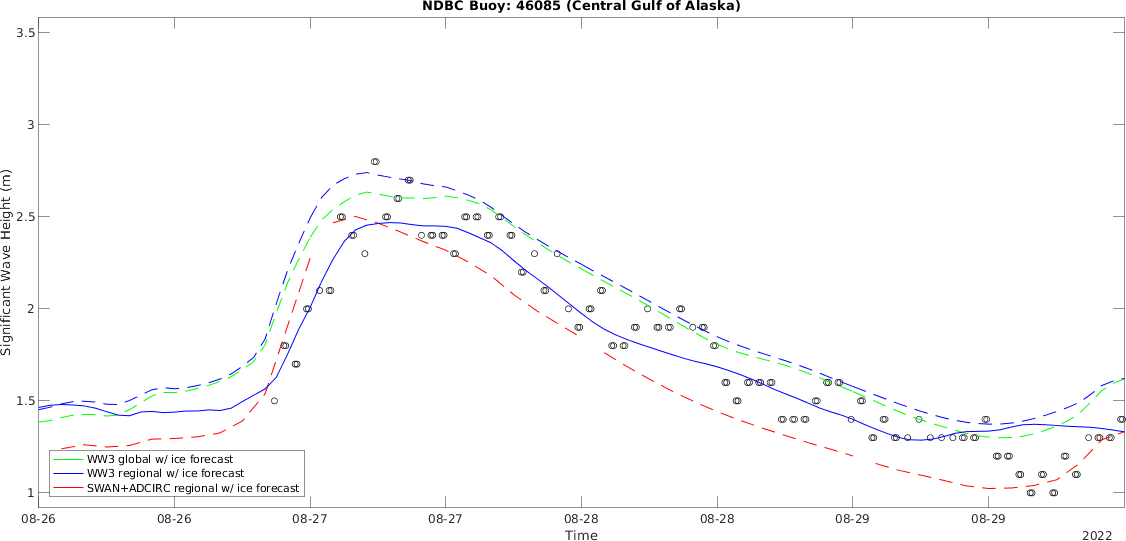 NDBC Buoy: 46085 (Central Gulf of Alaska)
3.5
3
2.5
2
1.5
1
Significant Wave Height (m)
WW3 global w/ ice forecast
WW3 regional w/ ice forecast
SWAN+ADCIRC regional w/ ice forecast
08-26 08-26 08-27 08-27 08-28 08-28 08-29 08-29
Time
2022